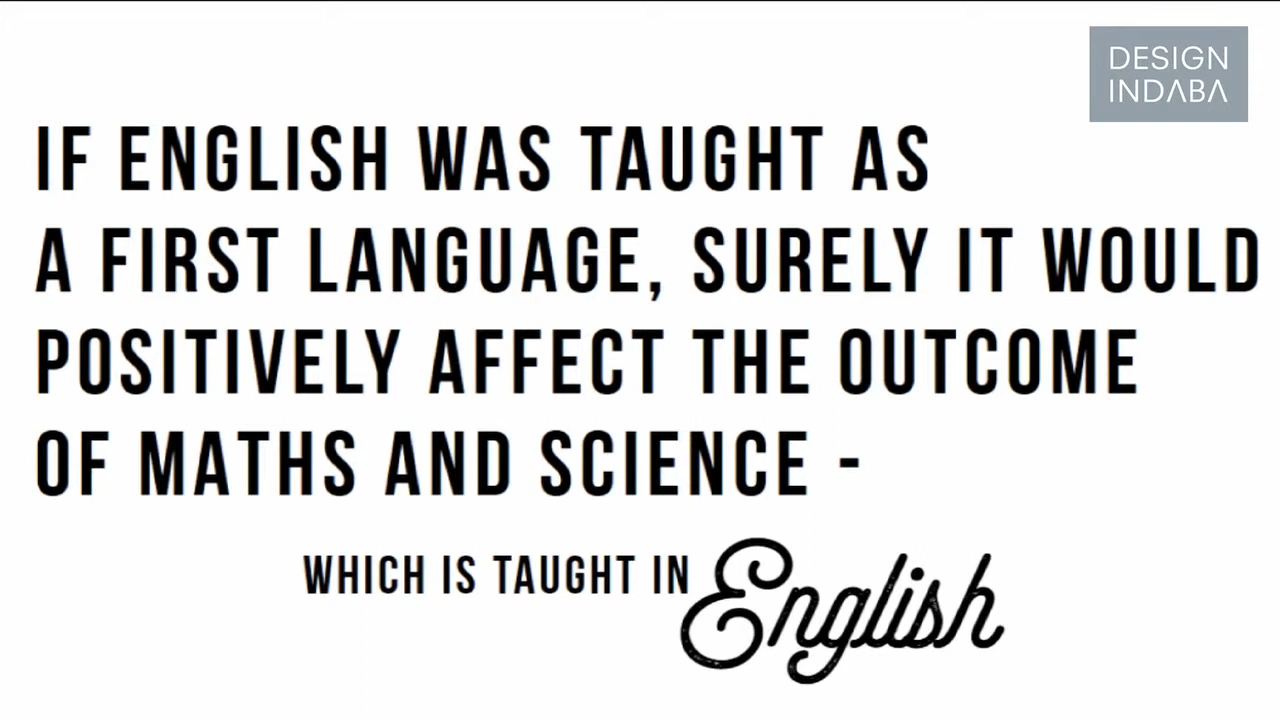 DESIGN
INDABA
IF ENGLISH WAS TAUGHT AS
A FIRST LANGUAGE, SURELY IT WOULD
POSITIVELY AFFECT THE OUTCOME
OF MATHS AND SCIENCE -
WHICH IS TAUGHT IN English